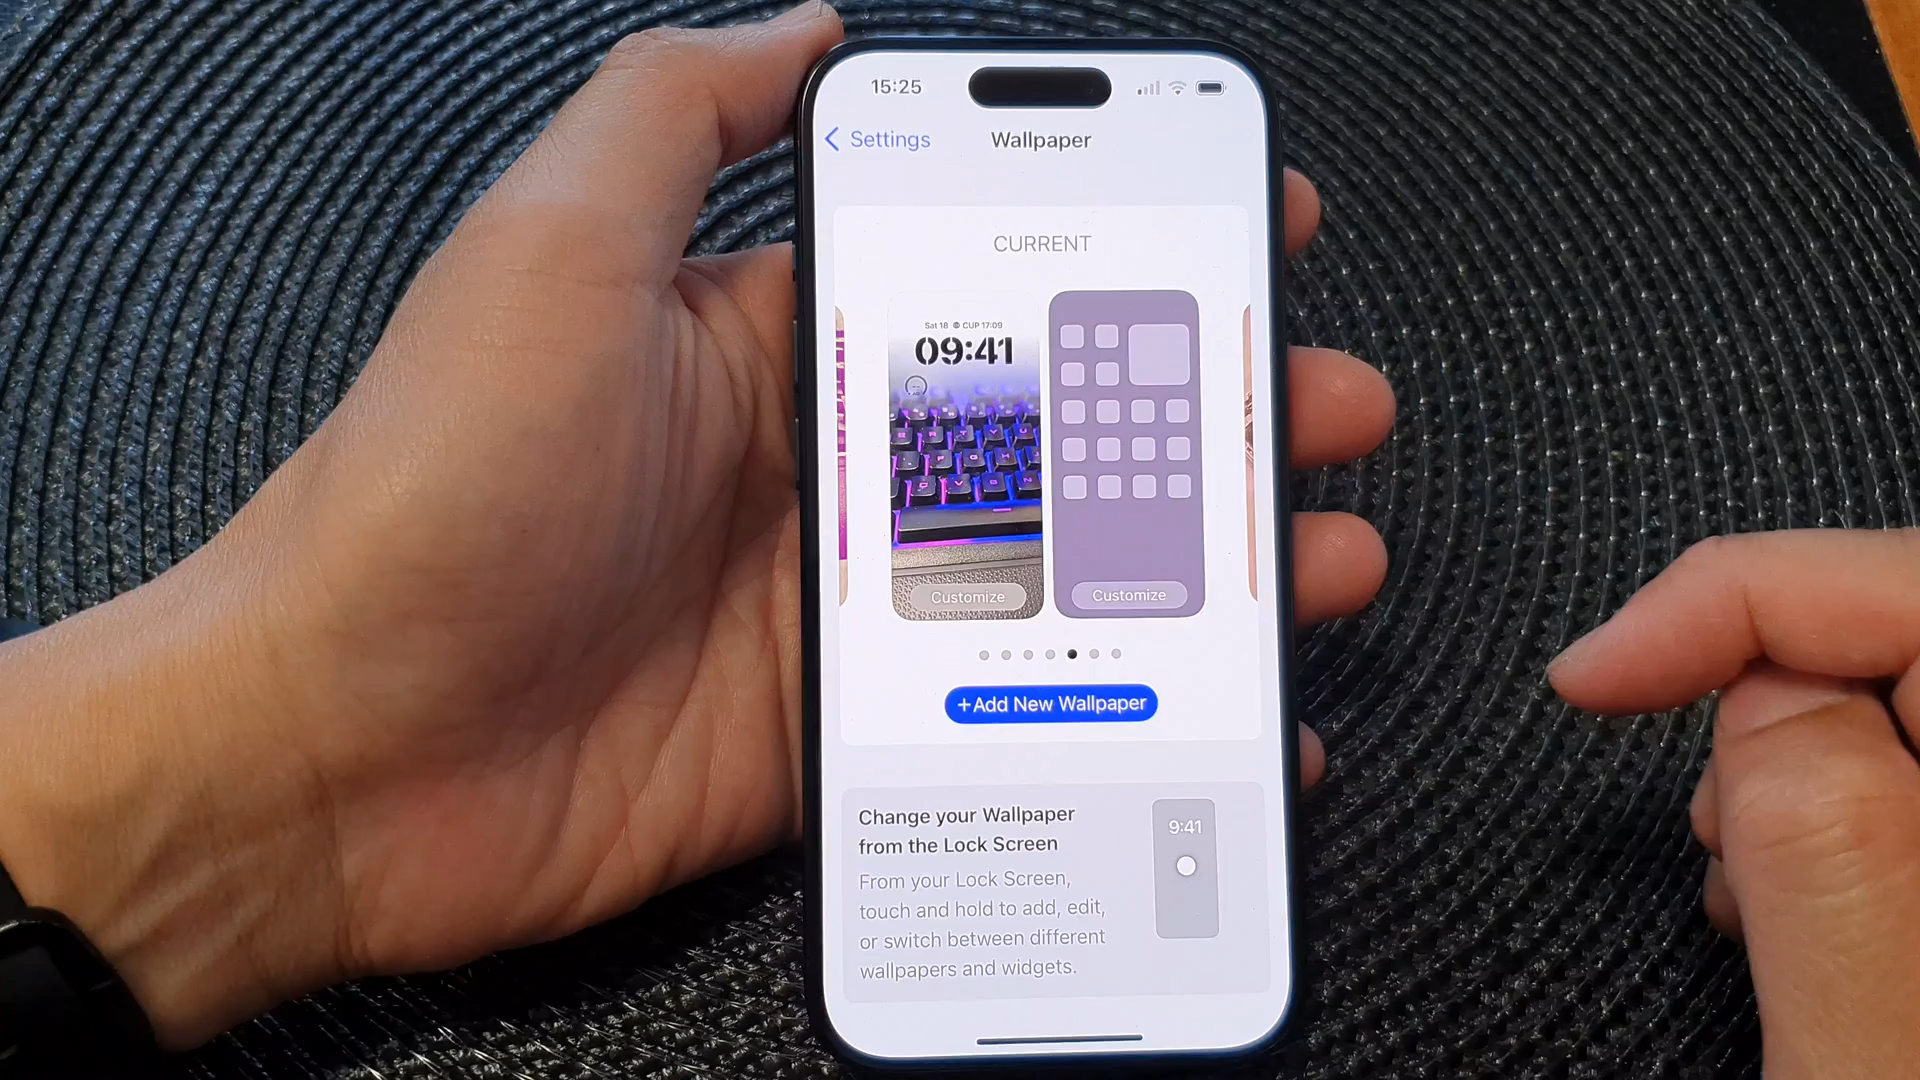 15:25
Settings
Wallpaper
CURRENT
Sat 18 CUP 17:09
09:41
Customize
Customize
+Add New Wallpaper
Change your Wallpaper
from the Lock Screen
9:41
From your Lock Screen,
touch and hold to add, edit,
or switch between different
wallpapers and widgets.